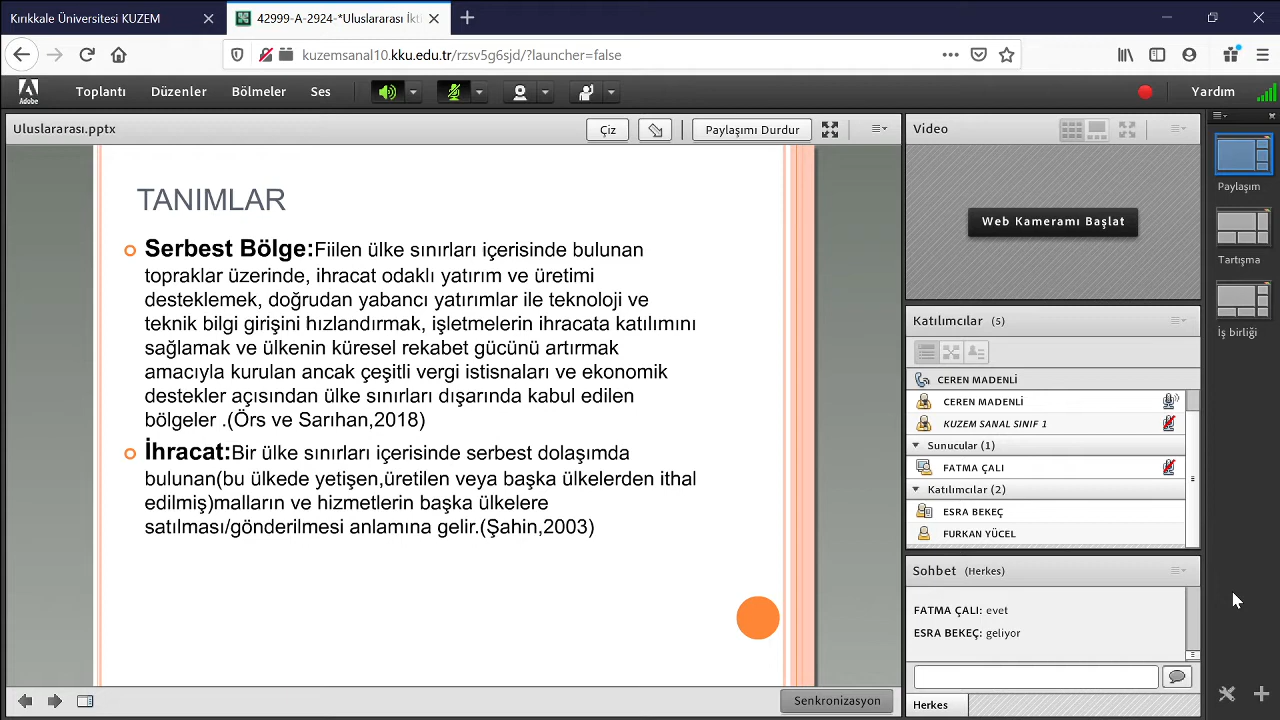 Kırıkkale Üniversitesi KUZEM
42999-A-2924-*Uluslararası İkti
kuzemsanal10.kku.edu.tr/rzsv5g6sjd/?launcher=false
Adobe
Toplantı Düzenler Bölmeler Ses
Yardım
Uluslararası.pptx
Çiz
Paylaşımı Durdur
TANIMLAR
Serbest Bölge:Fiilen ülke sınırları içerisinde bulunan
topraklar üzerinde, ihracat odaklı yatırım ve üretimi
desteklemek, doğrudan yabancı yatırımlar ile teknoloji ve
teknik bilgi girişini hızlandırmak, işletmelerin ihracata katılımını
sağlamak ve ülkenin küresel rekabet gücünü artırmak
amacıyla kurulan ancak çeşitli vergi istisnaları ve ekonomik
destekler açısından ülke sınırları dışarında kabul edilen
bölgeler .(Örs ve Sarıhan,2018)
İhracat:Bir ülke sınırları içerisinde serbest dolaşımda
bulunan(bu ülkede yetişen,üretilen veya başka ülkelerden ithal
edilmiş)malların ve hizmetlerin başka ülkelere
satılması/gönderilmesi anlamına gelir.(Şahin,2003)
Senkronizasyon
Video
Web Kameramı Başlat
Katılımcılar (5)
CEREN MADENLİ
CEREN MADENLİ
KUZEM SANAL SINIF 1
Sunucular (1)
FATMA ÇALI
Katılımcılar (2)
ESRA BEKEÇ
FURKAN YÜCEL
Sohbet (Herkes)
FATMA ÇALI: evet
ESRA BEKEÇ: geliyor
Herkes
Paylaşım
Tartışma
İş birliği